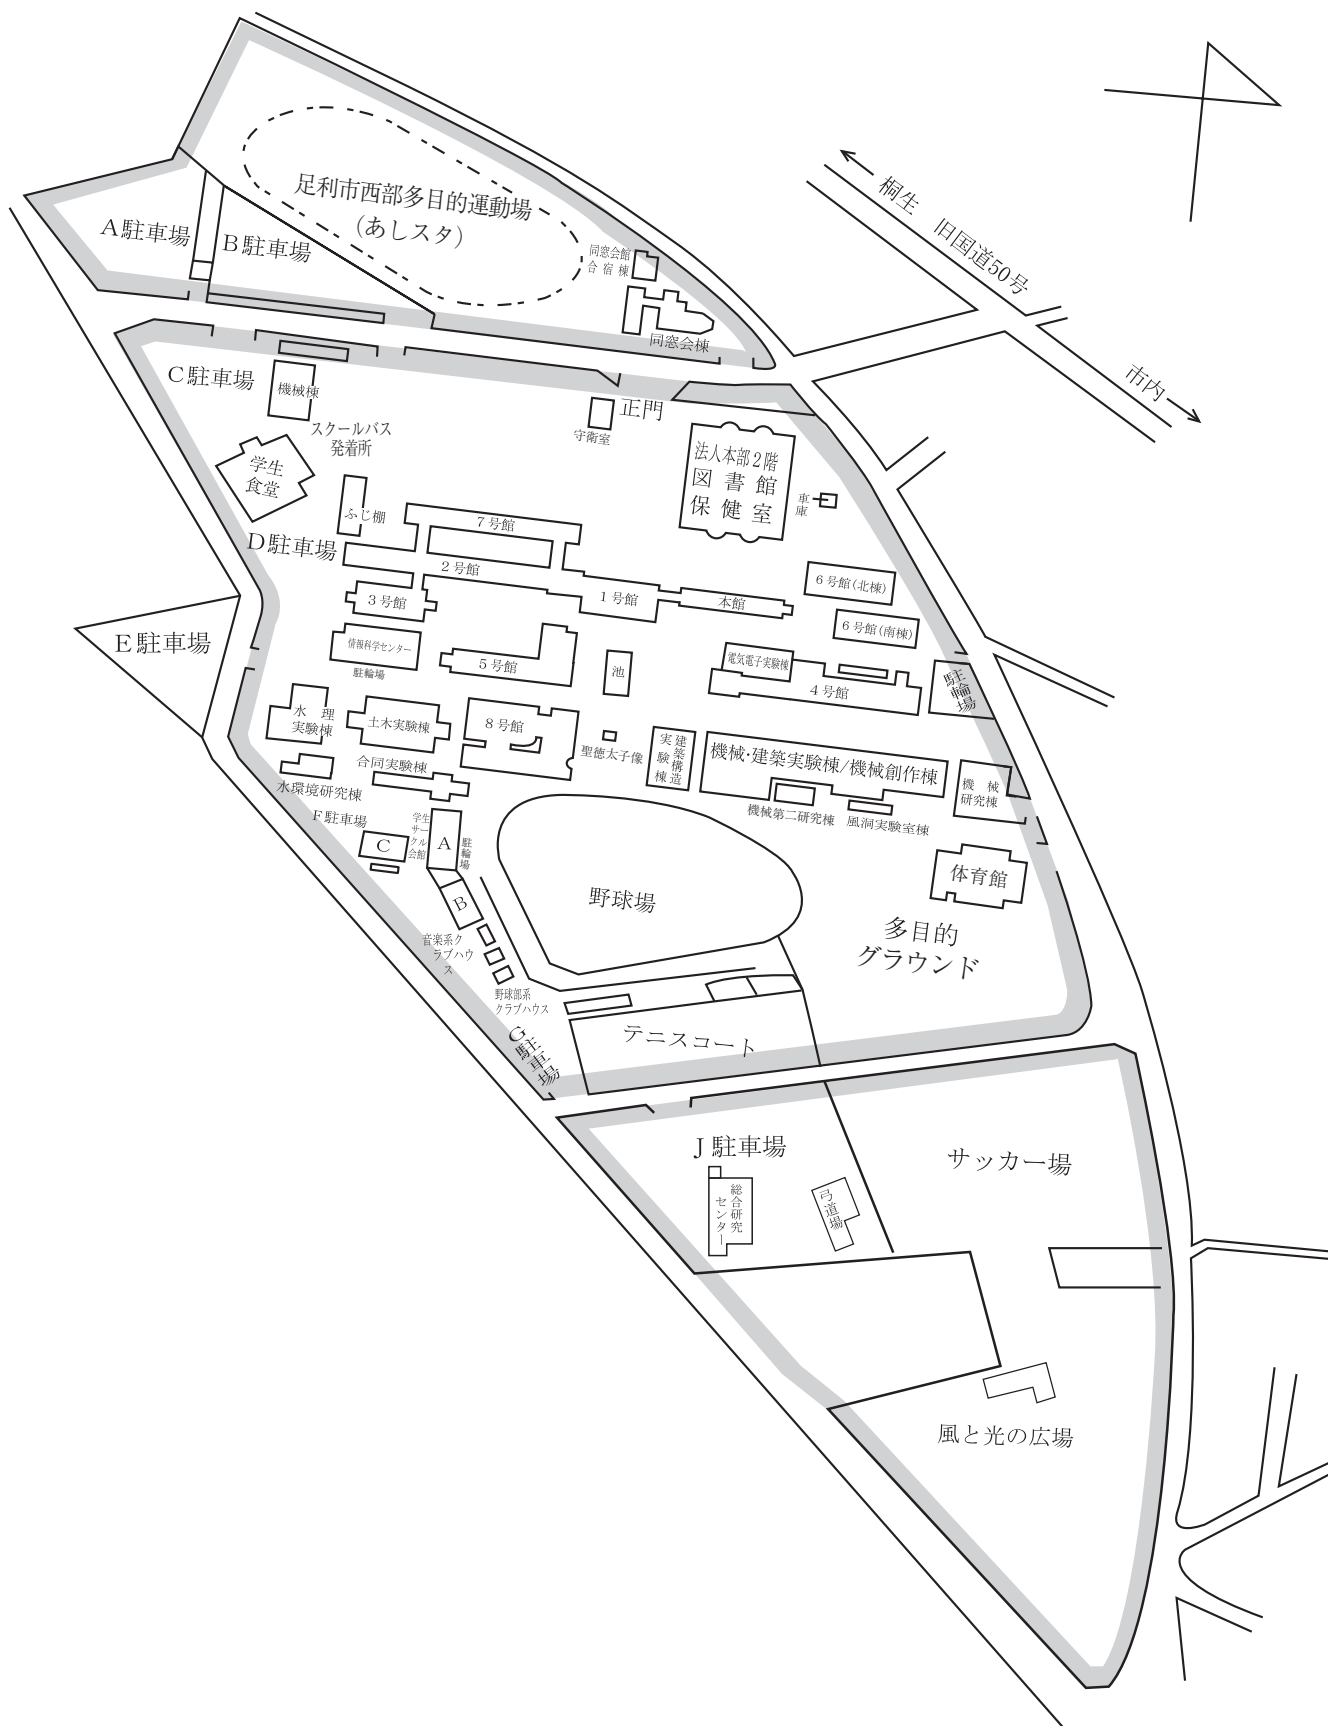 足利市西部多目的運動場
(あしスタ)
A駐車場
B駐車場
同窓会館
合宿棟
同窓会棟
桐生 旧国道50号
市内
C駐車場
機械棟
スクールバス
発着所
正門
守衛室
学生
食堂
ふじ棚
法人本部2階
図書館
保健室
車庫
D駐車場
7号館
2号館
3号館
1号館
本館
6号館(北棟)
6号館(南棟)
E駐車場
情報科学センター
駐輪場
5号館
池
電気電子実験棟
4号館
駐輪場
水理
実験棟
土木実験棟
8号館
聖徳太子像
建築構造
実験棟
機械・建築実験棟/機械創作棟
機械
研究棟
合同実験棟
水環境研究棟
機械第二研究棟
風洞実験室棟
F駐車場
C
学生
サー
クル
会館
A
駐輪場
B
体育館
野球場
多目的
グラウンド
音楽系ク
ラブハウ
ス
野球部系
クラブハウス
G駐車場
テニスコート
J駐車場
サッカー場
総合研究
センター
弓道場
風と光の広場